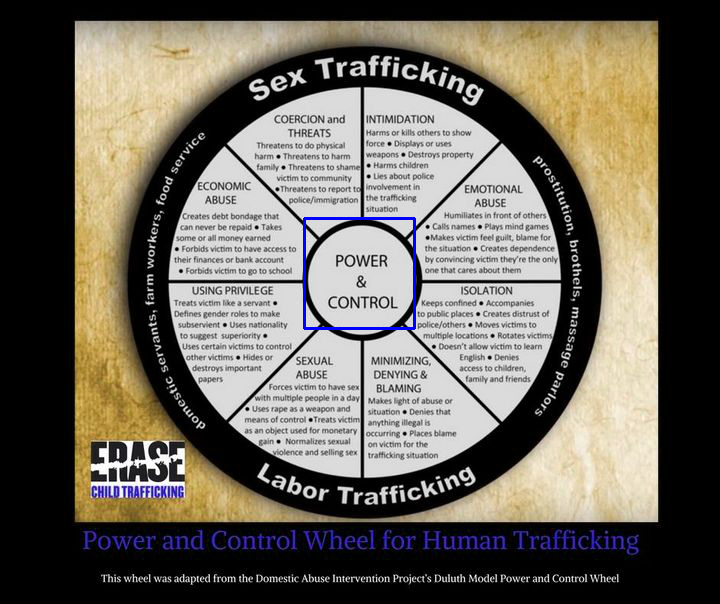 Sex Trafficking
COERCION and
THREATS
Threatens to do physical
harm ● Threatens to harm
family ● Threatens to shame
victim to community
●Threatens to report to
police/immigration
INTIMIDATION
Harms or kills others to show
force ● Displays or uses
weapons ● Destroys property
● Harms children
● Lies about police
involvement in
the trafficking
situation
EMOTIONAL
ABUSE
Humiliates in front of others
● Calls names ● Plays mind games
●Makes victim feel guilt, blame for
the situation ● Creates dependence
by convincing victim they're the only
one that cares about them
ISOLATION
Keeps confined ● Accompanies
to public places ● Creates distrust of
police/others ● Moves victims to
multiple locations ● Rotates victims
● Doesn't allow victim to learn
English ● Denies
access to children,
family and friends
MINIMIZING,
DENYING &
BLAMING
Makes light of abuse or
situation ● Denies that
anything illegal is
occurring ● Places blame
on victim for the
trafficking situation
SEXUAL
ABUSE
Forces victim to have sex
with multiple people in a day
● Uses rape as a weapon and
means of control ●Treats victim
as an object used for monetary
gain ● Normalizes sexual
violence and selling sex
USING PRIVILEGE
Treats victim like a servant ●
Defines gender roles to make
subservient ● Uses nationality
to suggest superiority ●
Uses certain victims to control
other victims ● Hides or
destroys important
papers
ECONOMIC
ABUSE
Creates debt bondage that
can never be repaid ● Takes
some or all money earned
● Forbids victim to have access to
their finances or bank account
● Forbids victim to go to school
POWER
&
CONTROL
prostitution, brothels, massage parlors
domestic servants, farm workers, food service
Labor Trafficking
ERASE
CHILD TRAFFICKING
Power and Control Wheel for Human Trafficking
This wheel was adapted from the Domestic Abuse Intervention Project's Duluth Model Power and Control Wheel